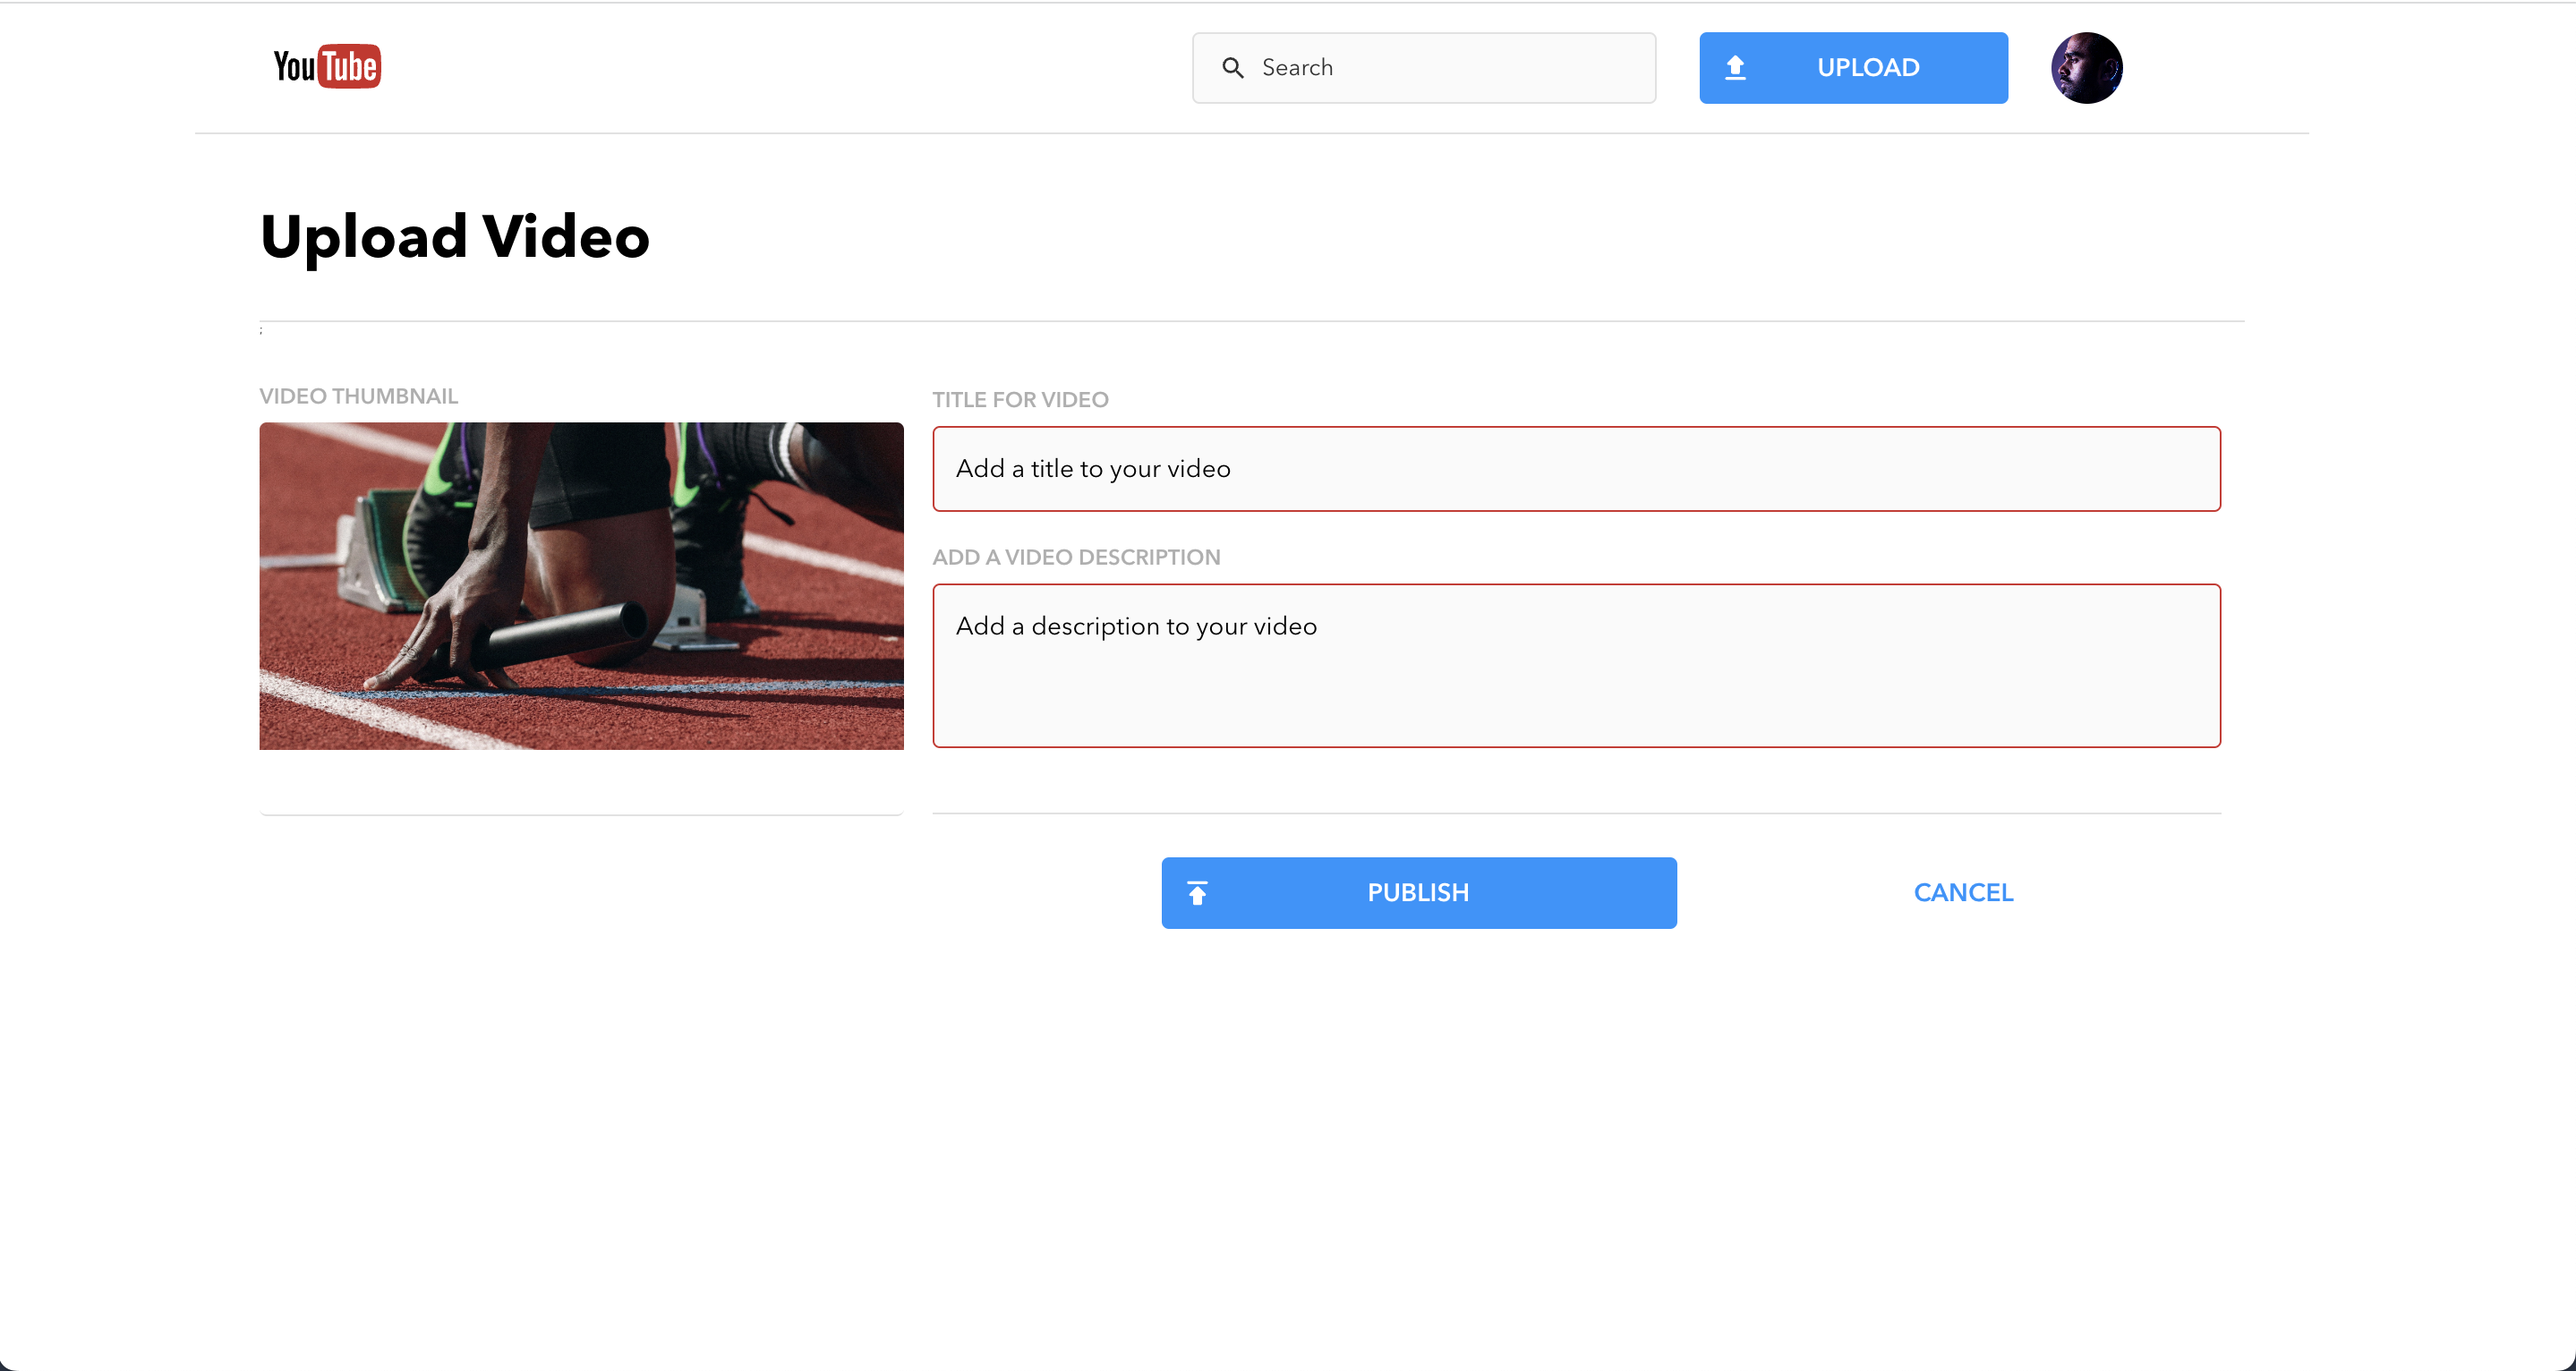 YouTube
Search
UPLOAD
Upload Video
;
VIDEO THUMBNAIL
TITLE FOR VIDEO
Add a title to your video
ADD A VIDEO DESCRIPTION
Add a description to your video
PUBLISH
CANCEL